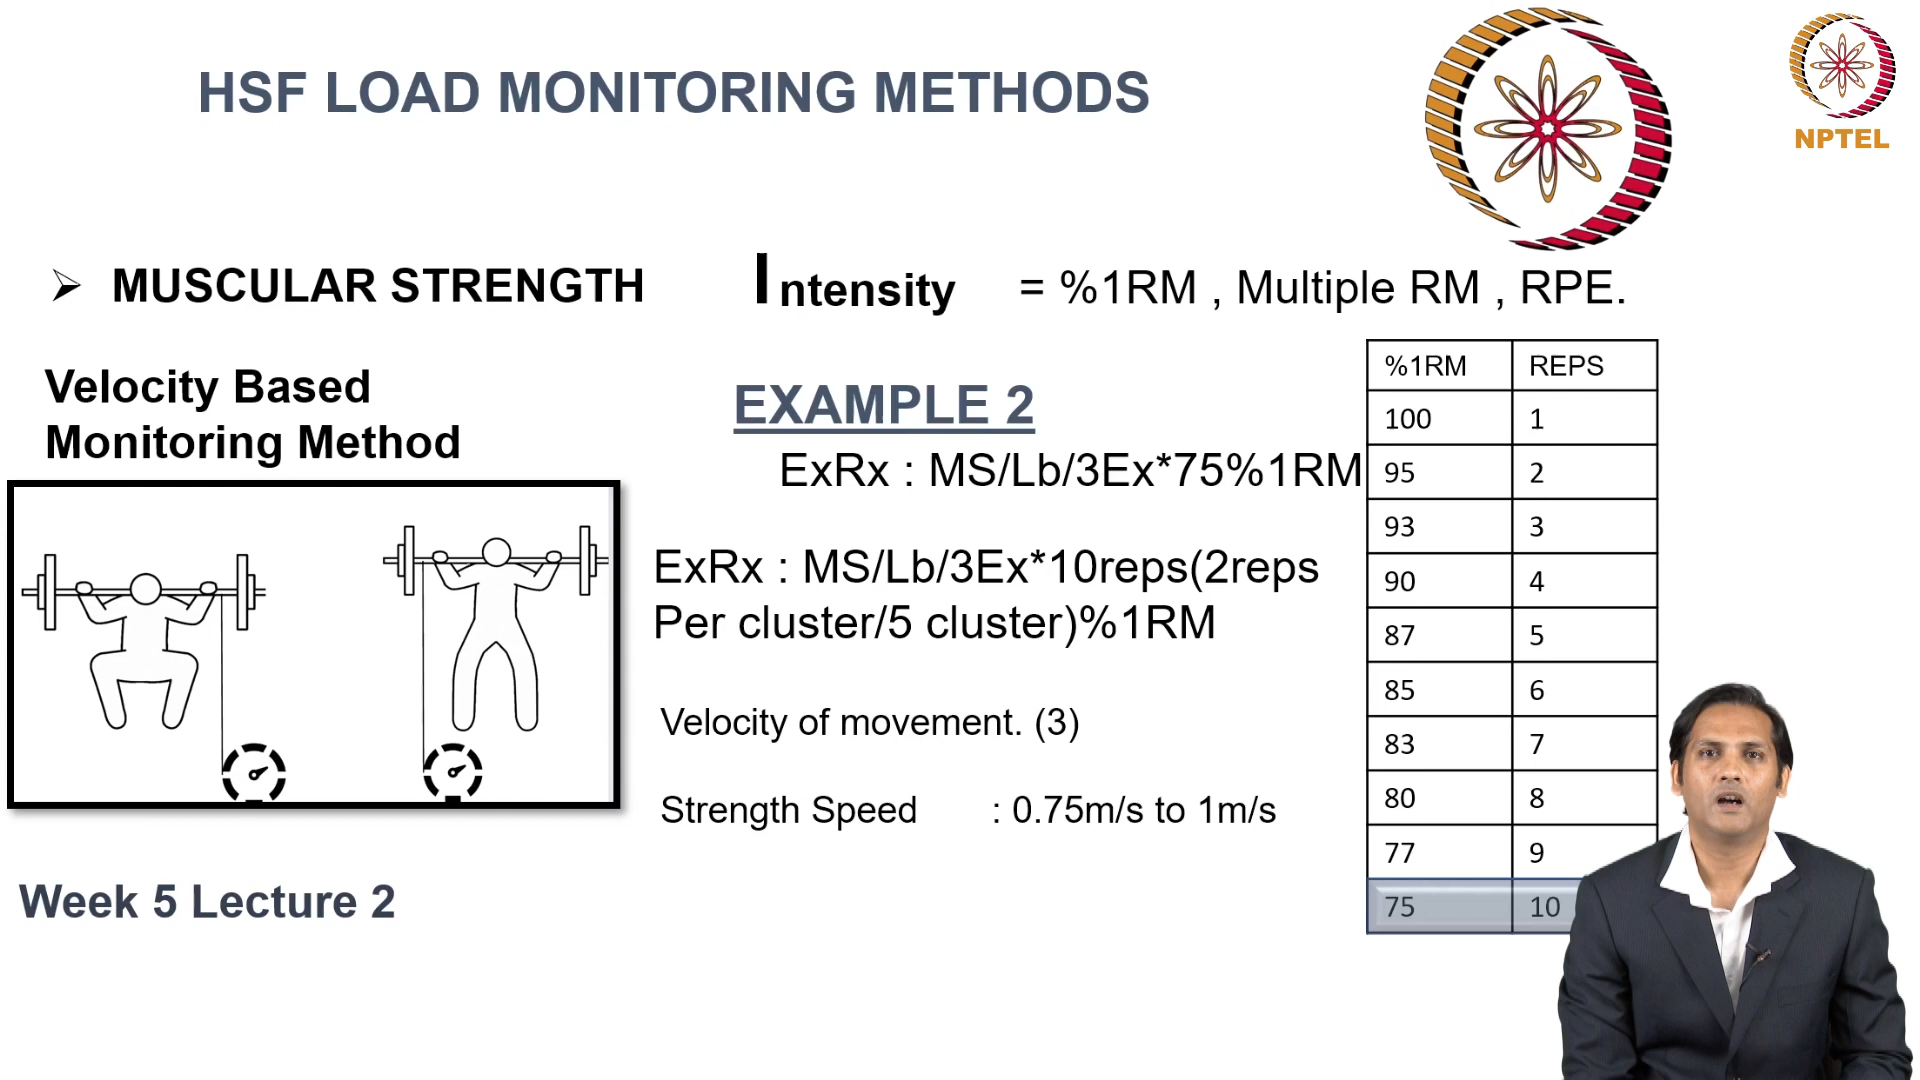 HSF LOAD MONITORING METHODS
NPTEL
➢ MUSCULAR STRENGTH
Intensity = %1RM , Multiple RM , RPE.
Velocity Based
Monitoring Method
EXAMPLE 2
ExRx : MS/Lb/3Ex*75%1RM
ExRx : MS/Lb/3Ex*10reps(2reps
Per cluster/5 cluster)%1RM
Velocity of movement. (3)
Strength Speed : 0.75m/s to 1m/s
%1RM REPS
100 1
95 2
93 3
90 4
87 5
85 6
83 7
80 8
77 9
75 10
Week 5 Lecture 2